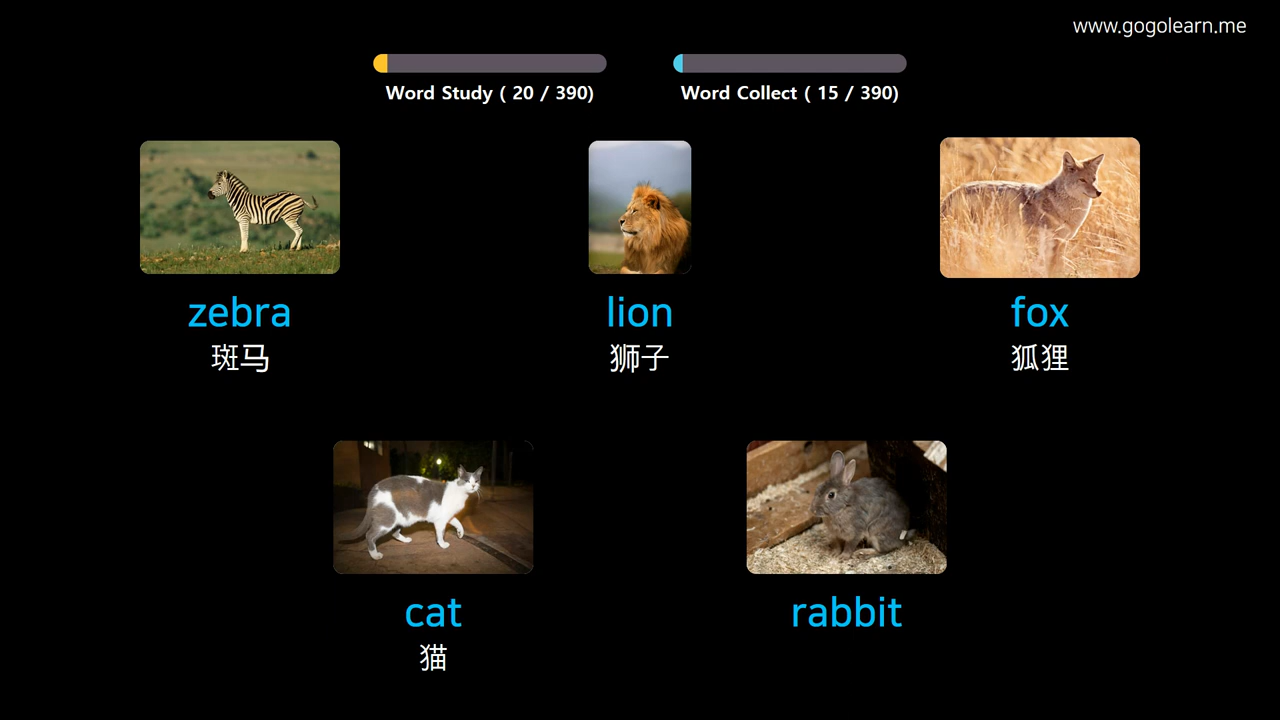 www.gogolearn.me
Word Study ( 20 / 390)
Word Collect ( 15 / 390)
zebra
斑马
lion
狮子
fox
狐狸
cat
猫
rabbit